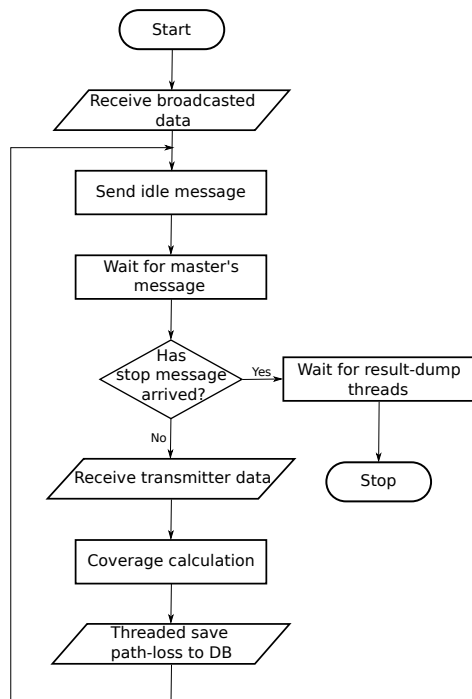 Start
Receive broadcasted
data
Send idle message
Wait for master's
message
Has
stop message
arrived?
Yes
Wait for result-dump
threads
No
Stop
Receive transmitter data
Coverage calculation
Threaded save
path-loss to DB